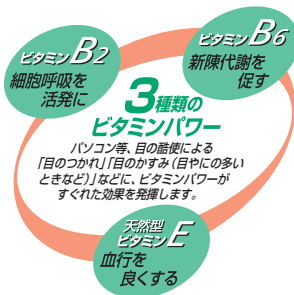 ビタミンB2
細胞呼吸を
活発に
ビタミンB6
新陳代謝を
促す
3種類の
ビタミンパワー
パソコン等、目の酷使による
「目のつかれ」「目のかすみ(目やにの多い
ときなど)」などに、ビタミンパワーが
すぐれた効果を発揮します。
天然型
ビタミンE
血行を
良くする